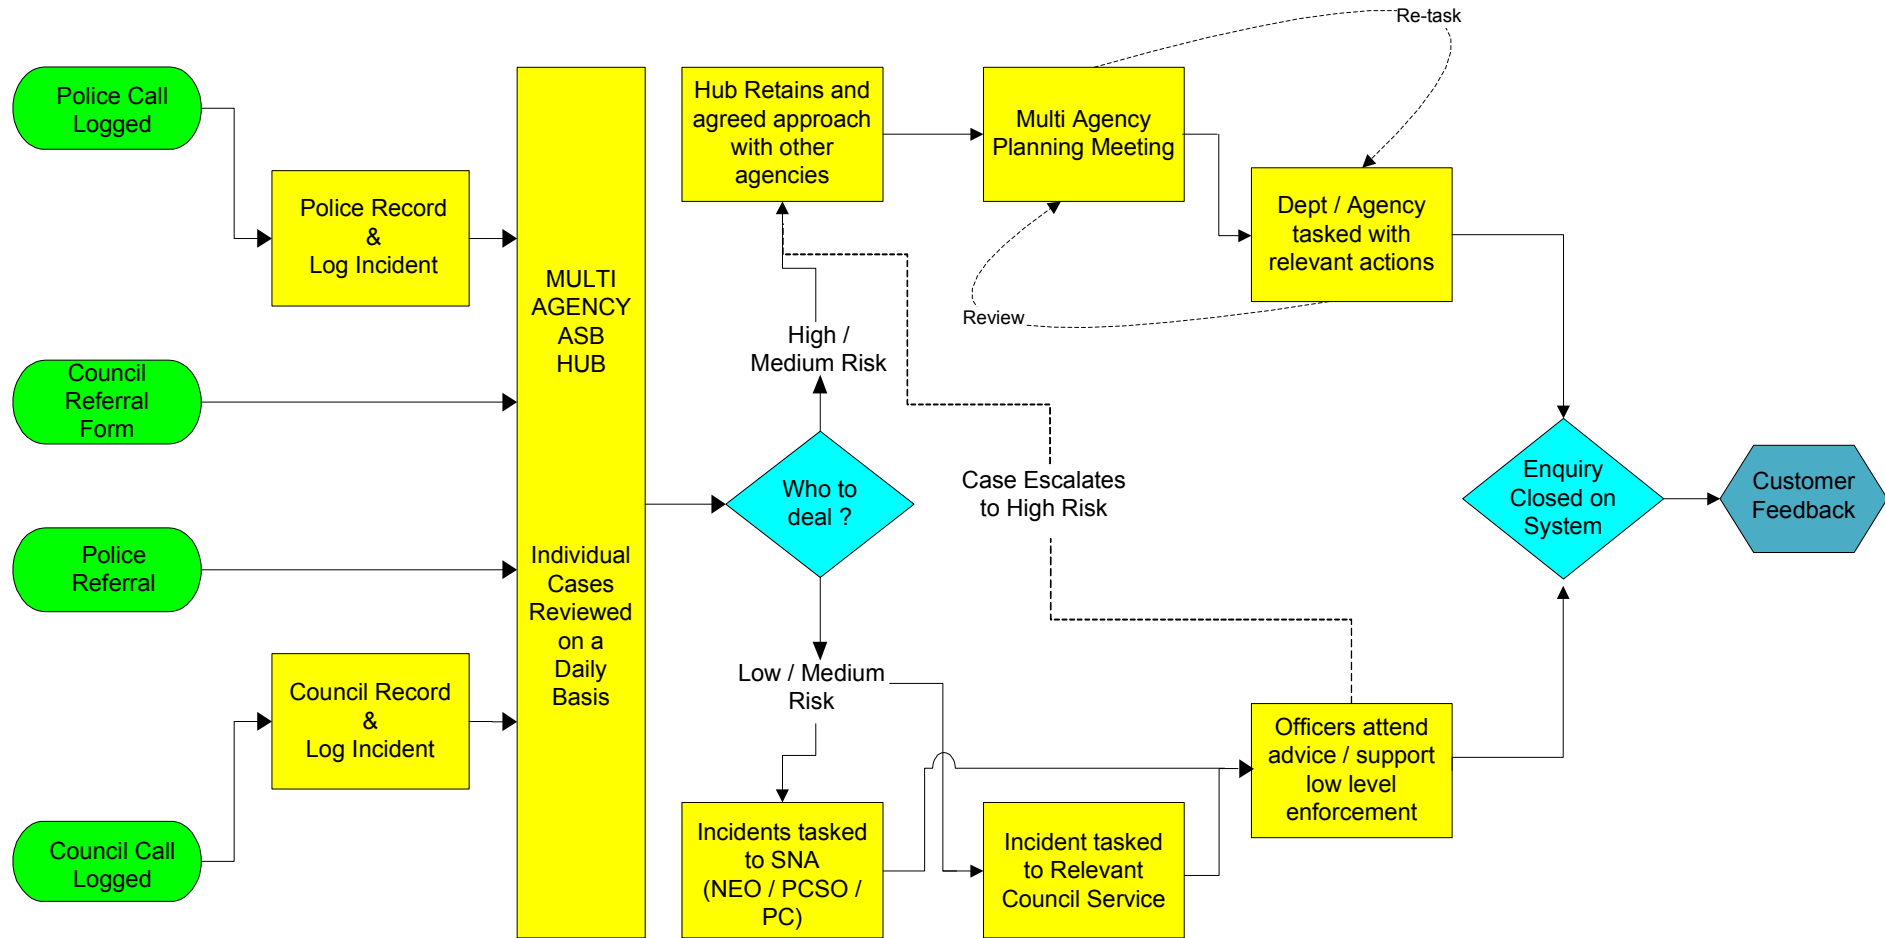 Re-task
Police Call
Logged
Hub Retains and
agreed approach
with other
agencies
Multi Agency
Planning Meeting
Police Record
&
Log Incident
Dept / Agency
tasked with
relevant actions
MULTI
AGENCY
ASB
HUB
Review
High /
Medium Risk
Council
Referral
Form
Who to
deal ?
Case Escalates
to High Risk
Enquiry
Closed on
System
Customer
Feedback
Police
Referral
Individual
Cases
Reviewed
on a
Daily
Basis
Low / Medium
Risk
Council Record
&
Log Incident
Officers attend
advice / support
low level
enforcement
Council Call
Logged
Incidents tasked
to SNA
(NEO / PCSO /
PC)
Incident tasked
to Relevant
Council Service